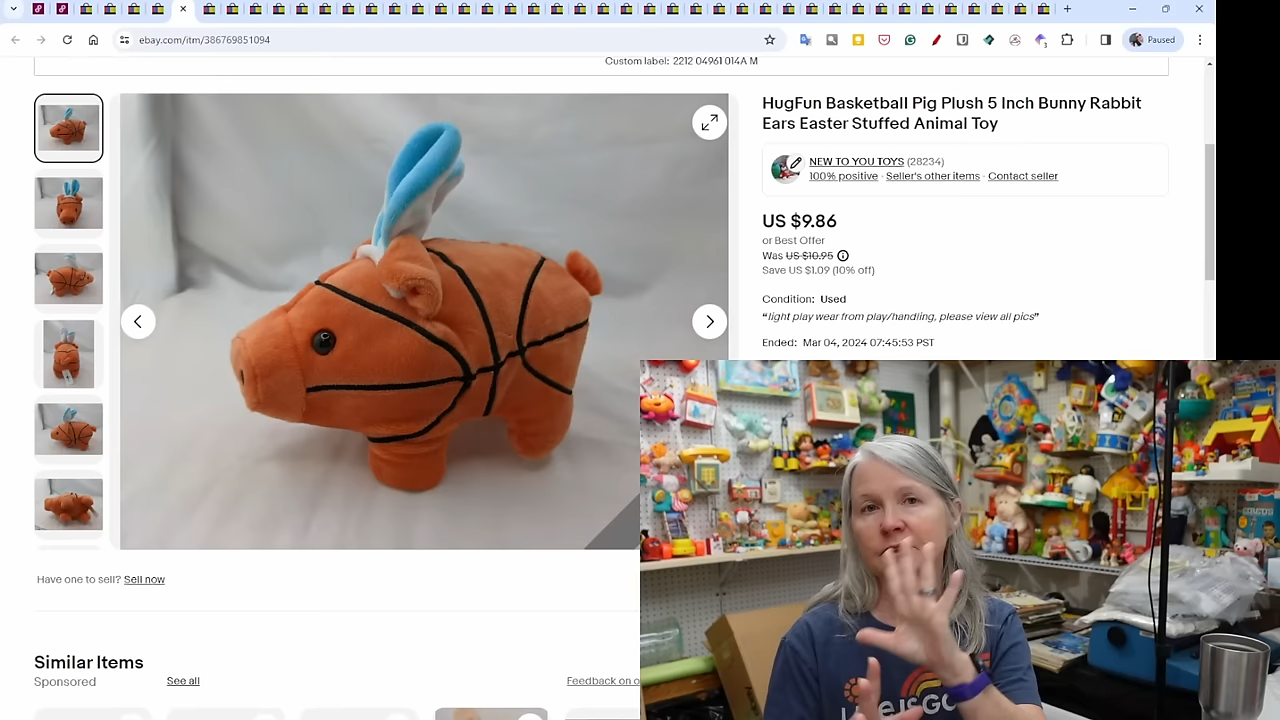 ebay.com/itm/386769851094
Paused
Custom label: 2212 04961 014A M
HugFun Basketball Pig Plush 5 Inch Bunny Rabbit
Ears Easter Stuffed Animal Toy
NEW TO YOU TOYS (28234)
100% positive · Seller's other items · Contact seller
US $9.86
or Best Offer
Was US $10.95
Save US $1.09 (10% off)
Condition: Used
“light play wear from play/handling, please view all pics”
Ended: Mar 04, 2024 07:45:53 PST
Have one to sell? Sell now
Similar Items
Sponsored
See all
Feedback on o